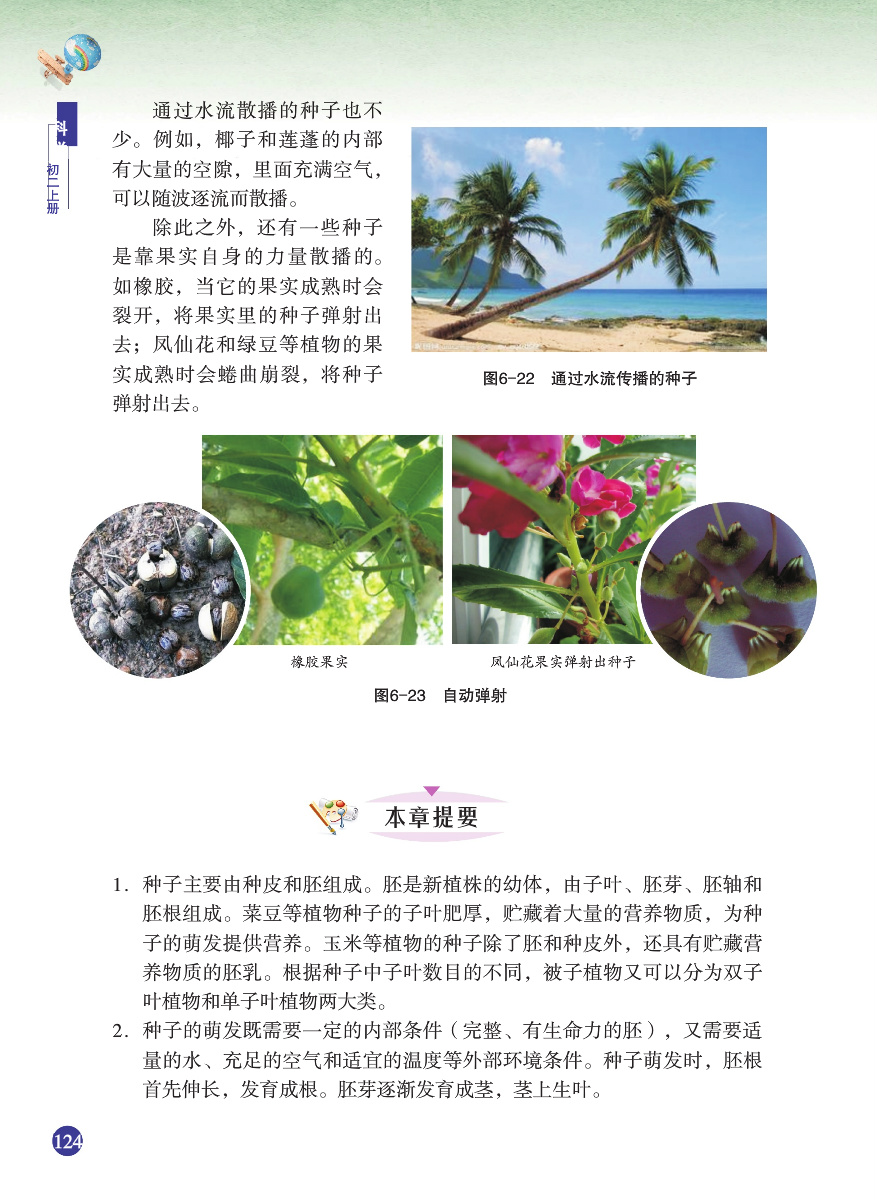 科学
初二上册
通过水流散播的种子也不
少。例如，椰子和莲蓬的内部
有大量的空隙，里面充满空气，
可以随波逐流而散播。
除此之外，还有一些种子
是靠果实自身的力量散播的。
如橡胶，当它的果实成熟时会
裂开，将果实里的种子弹射出
去；凤仙花和绿豆等植物的果
实成熟时会蜷曲崩裂，将种子
弹射出去。
图6-22　通过水流传播的种子
橡胶果实
凤仙花果实弹射出种子
图6-23　自动弹射
本章提要
1. 种子主要由种皮和胚组成。胚是新植株的幼体，由子叶、胚芽、胚轴和
胚根组成。菜豆等植物种子的子叶肥厚，贮藏着大量的营养物质，为种
子的萌发提供营养。玉米等植物的种子除了胚和种皮外，还具有贮藏营
养物质的胚乳。根据种子中子叶数目的不同，被子植物又可以分为双子
叶植物和单子叶植物两大类。
2. 种子的萌发既需要一定的内部条件（完整、有生命力的胚），又需要适
量的水、充足的空气和适宜的温度等外部环境条件。种子萌发时，胚根
首先伸长，发育成根。胚芽逐渐发育成茎，茎上生叶。
124